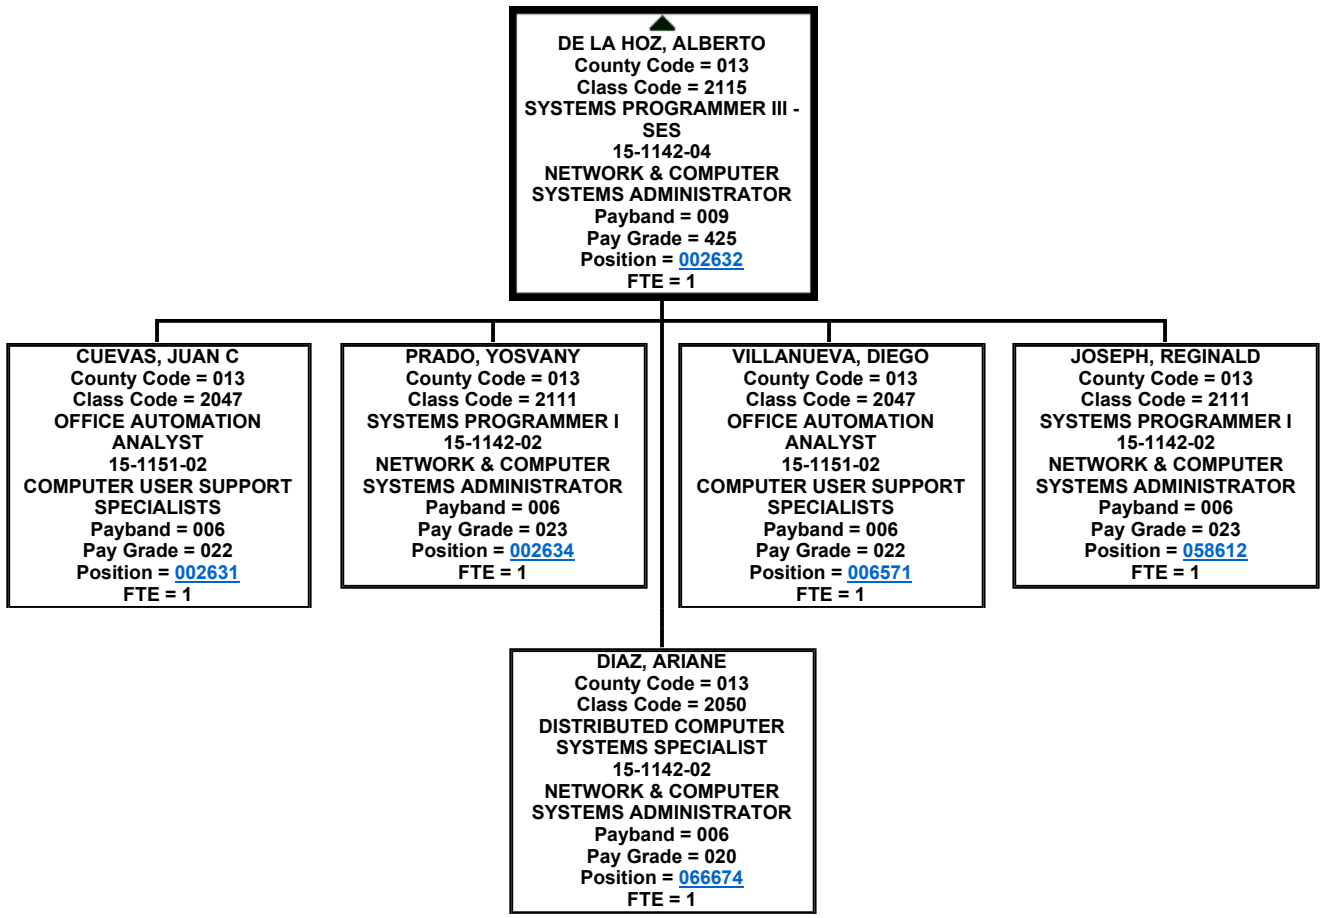 DE LA HOZ, ALBERTO
County Code = 013
Class Code = 2115
SYSTEMS PROGRAMMER III -
SES
15-1142-04
NETWORK & COMPUTER
SYSTEMS ADMINISTRATOR
Payband = 009
Pay Grade = 425
Position = 002632
FTE = 1
CUEVAS, JUAN C
County Code = 013
Class Code = 2047
OFFICE AUTOMATION
ANALYST
15-1151-02
COMPUTER USER SUPPORT
SPECIALISTS
Payband = 006
Pay Grade = 022
Position = 002631
FTE = 1
PRADO, YOSVANY
County Code = 013
Class Code = 2111
SYSTEMS PROGRAMMER I
15-1142-02
NETWORK & COMPUTER
SYSTEMS ADMINISTRATOR
Payband = 006
Pay Grade = 023
Position = 002634
FTE = 1
VILLANUEVA, DIEGO
County Code = 013
Class Code = 2047
OFFICE AUTOMATION
ANALYST
15-1151-02
COMPUTER USER SUPPORT
SPECIALISTS
Payband = 006
Pay Grade = 022
Position = 006571
FTE = 1
JOSEPH, REGINALD
County Code = 013
Class Code = 2111
SYSTEMS PROGRAMMER I
15-1142-02
NETWORK & COMPUTER
SYSTEMS ADMINISTRATOR
Payband = 006
Pay Grade = 023
Position = 058612
FTE = 1
DIAZ, ARIANE
County Code = 013
Class Code = 2050
DISTRIBUTED COMPUTER
SYSTEMS SPECIALIST
15-1142-02
NETWORK & COMPUTER
SYSTEMS ADMINISTRATOR
Payband = 006
Pay Grade = 020
Position = 066674
FTE = 1